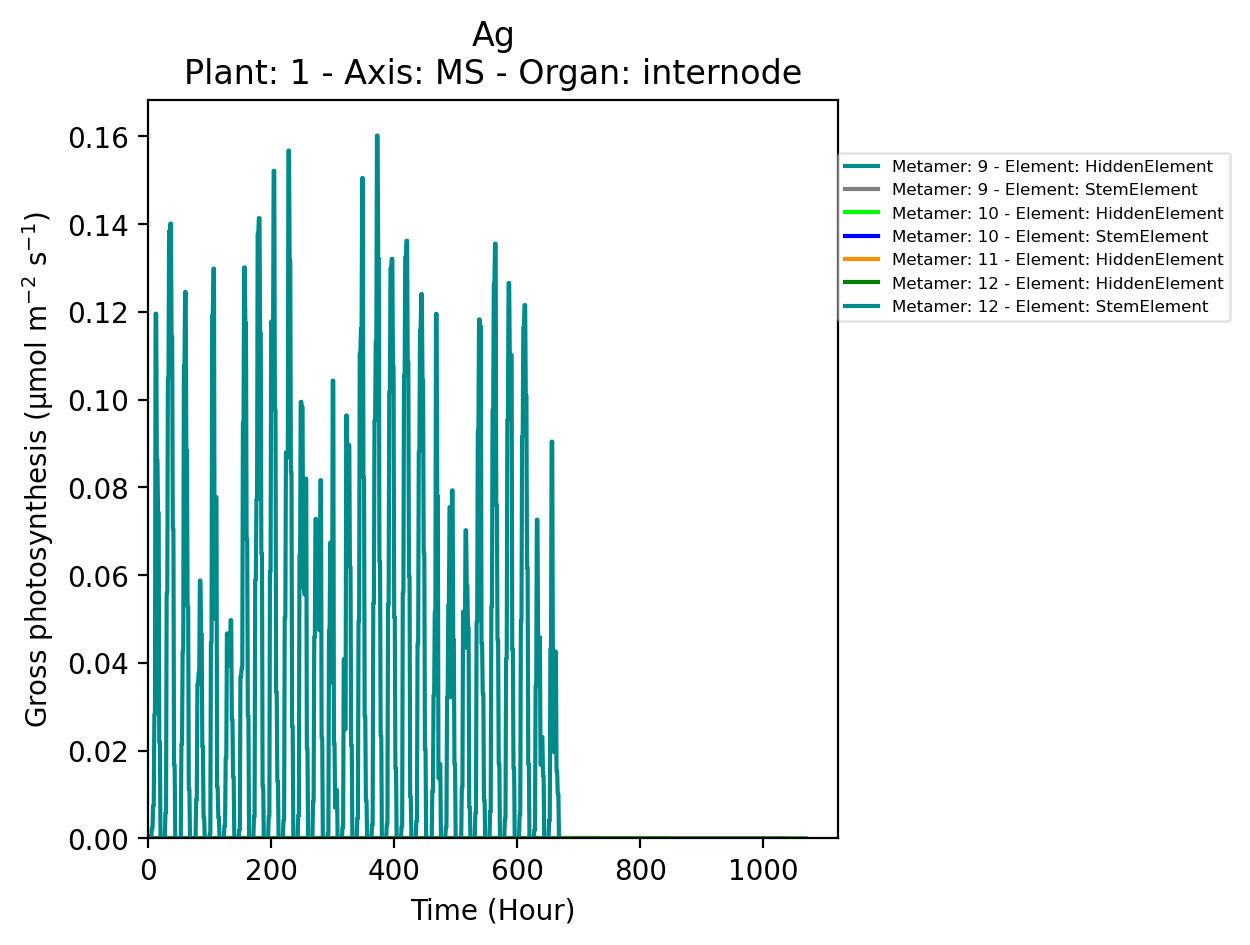 Ag
Plant: 1 - Axis: MS - Organ: internode
Gross photosynthesis (µmol m⁻² s⁻¹)
0.16
0.14
0.12
0.10
0.08
0.06
0.04
0.02
0.00
0 200 400 600 800 1000
Time (Hour)
Metamer: 9 - Element: HiddenElement
Metamer: 9 - Element: StemElement
Metamer: 10 - Element: HiddenElement
Metamer: 10 - Element: StemElement
Metamer: 11 - Element: HiddenElement
Metamer: 12 - Element: HiddenElement
Metamer: 12 - Element: StemElement